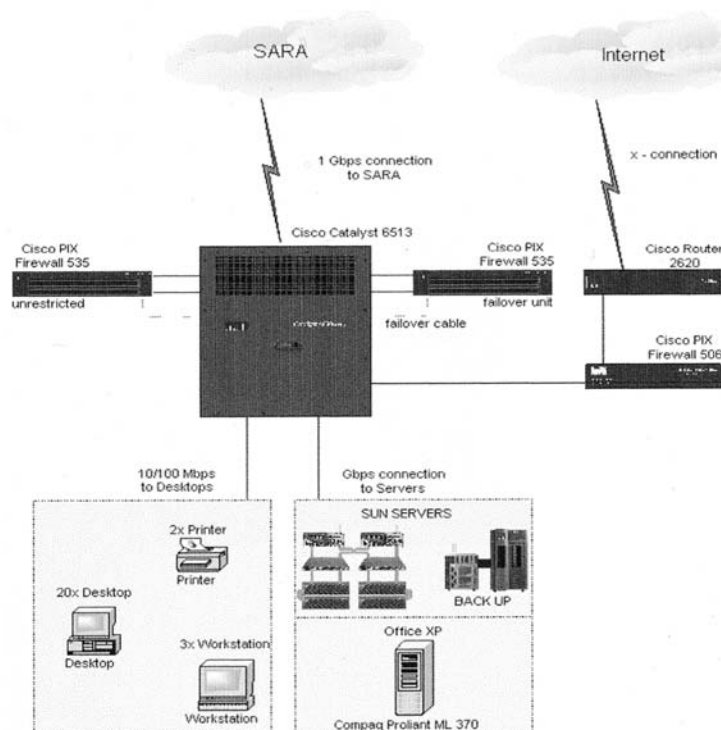 SARA
Internet
1 Gbps connection
to SARA
x - connection
Cisco Catalyst 6513
Cisco PIX
Firewall 535
unrestricted
Cisco PIX
Firewall 535
failover unit
failover cable
Cisco Router
2620
Cisco PIX
Firewall 506
10/100 Mbps
to Desktops
Gbps connection
to Servers
2x Printer
Printer
20x Desktop
Desktop
3x Workstation
Workstation
SUN SERVERS
BACK UP
Office XP
Compaq Proliant ML 370